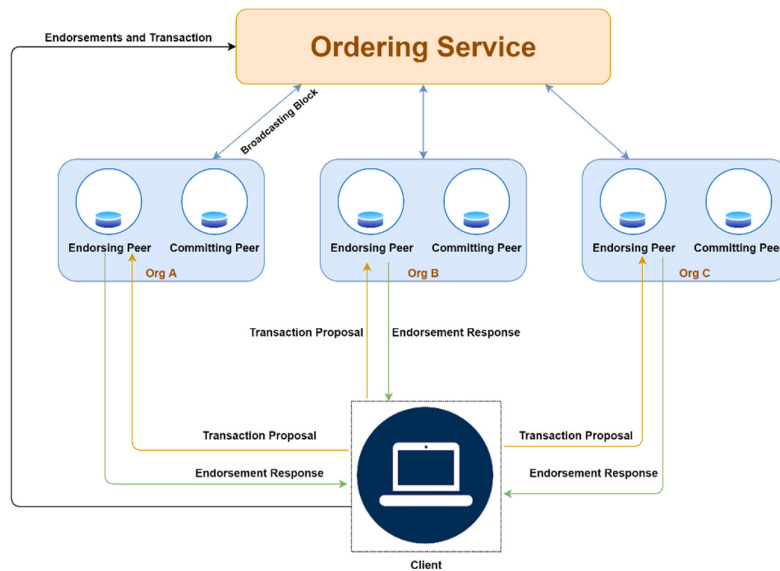 Endorsements and Transaction
Ordering Service
Broadcasting Block
Endorsing Peer
Committing Peer
Org A
Endorsing Peer
Committing Peer
Org B
Endorsing Peer
Committing Peer
Org C
Transaction Proposal
Endorsement Response
Transaction Proposal
Transaction Proposal
Endorsement Response
Endorsement Response
Client